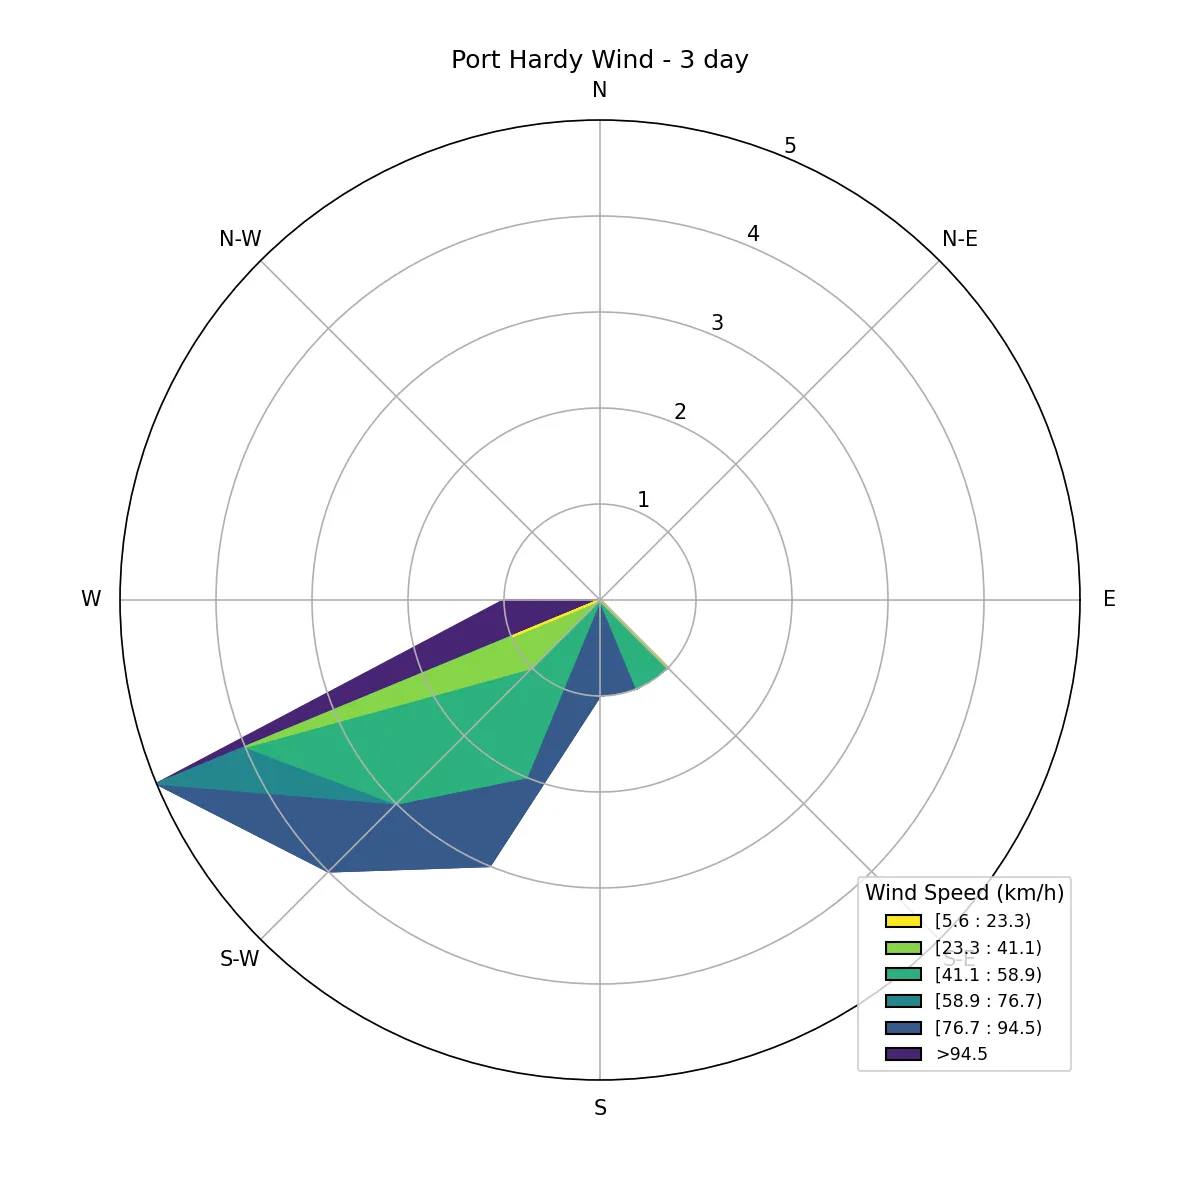 Port Hardy Wind - 3 day
N
5
N-W
4
N-E
3
2
1
W
E
Wind Speed (km/h)
[5.6 : 23.3)
[23.3 : 41.1)
S-W
S-E
[41.1 : 58.9)
[58.9 : 76.7)
[76.7 : 94.5)
>94.5
S